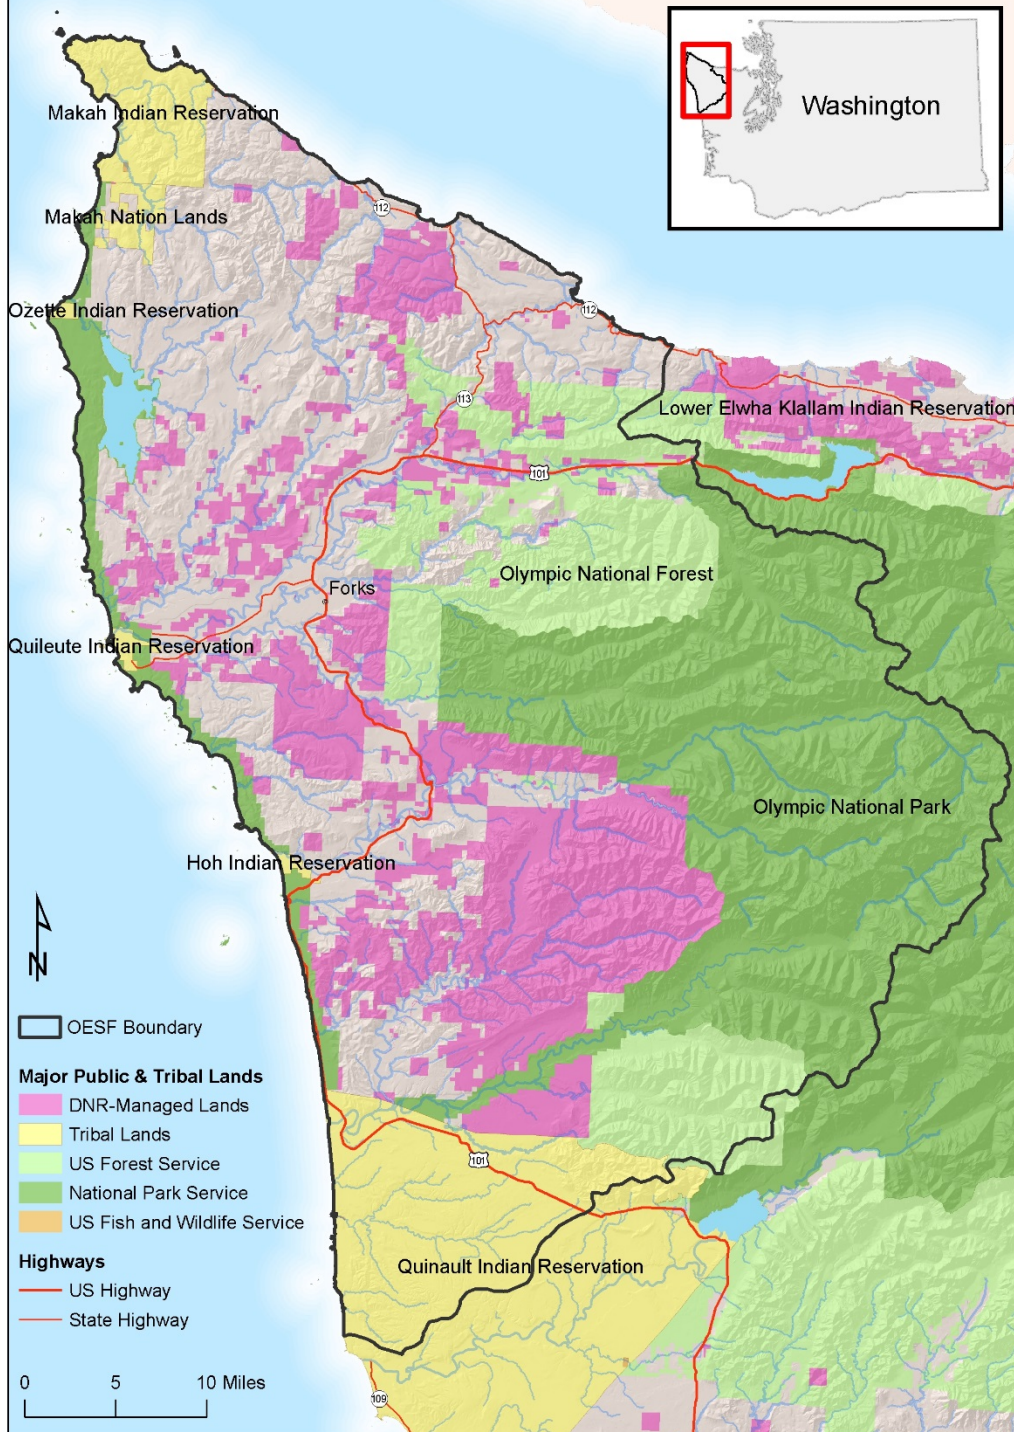 Washington
Makah Indian Reservation
Makah Nation Lands
112
Ozette Indian Reservation
112
113
Lower Elwha Klallam Indian Reservation
101
Olympic National Forest
Forks
Quileute Indian Reservation
Olympic National Park
Hoh Indian Reservation
N
OESF Boundary
Major Public & Tribal Lands
DNR-Managed Lands
Tribal Lands
US Forest Service
National Park Service
US Fish and Wildlife Service
101
Quinault Indian Reservation
Highways
US Highway
State Highway
0 5 10 Miles
109